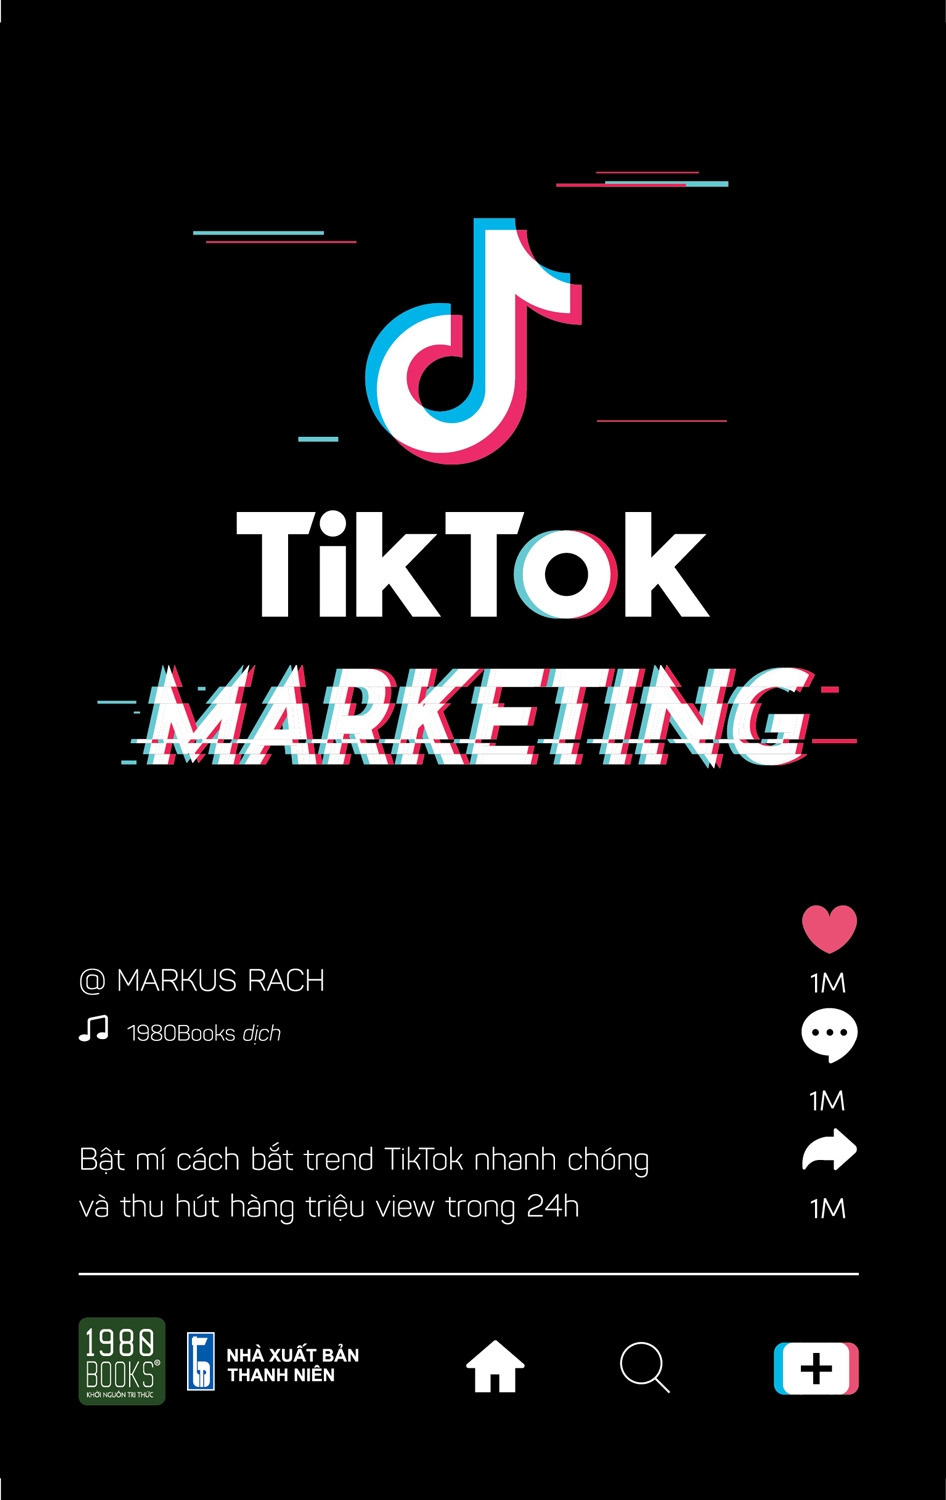 TikTok
MARKETING
@ MARKUS RACH
1980Books dịch
1M
1M
Bật mí cách bắt trend TikTok nhanh chóng
và thu hút hàng triệu view trong 24h
1M
1980
BOOKS®
KHƠI NGUỒN TRI THỨC
NHÀ XUẤT BẢN
THANH NIÊN